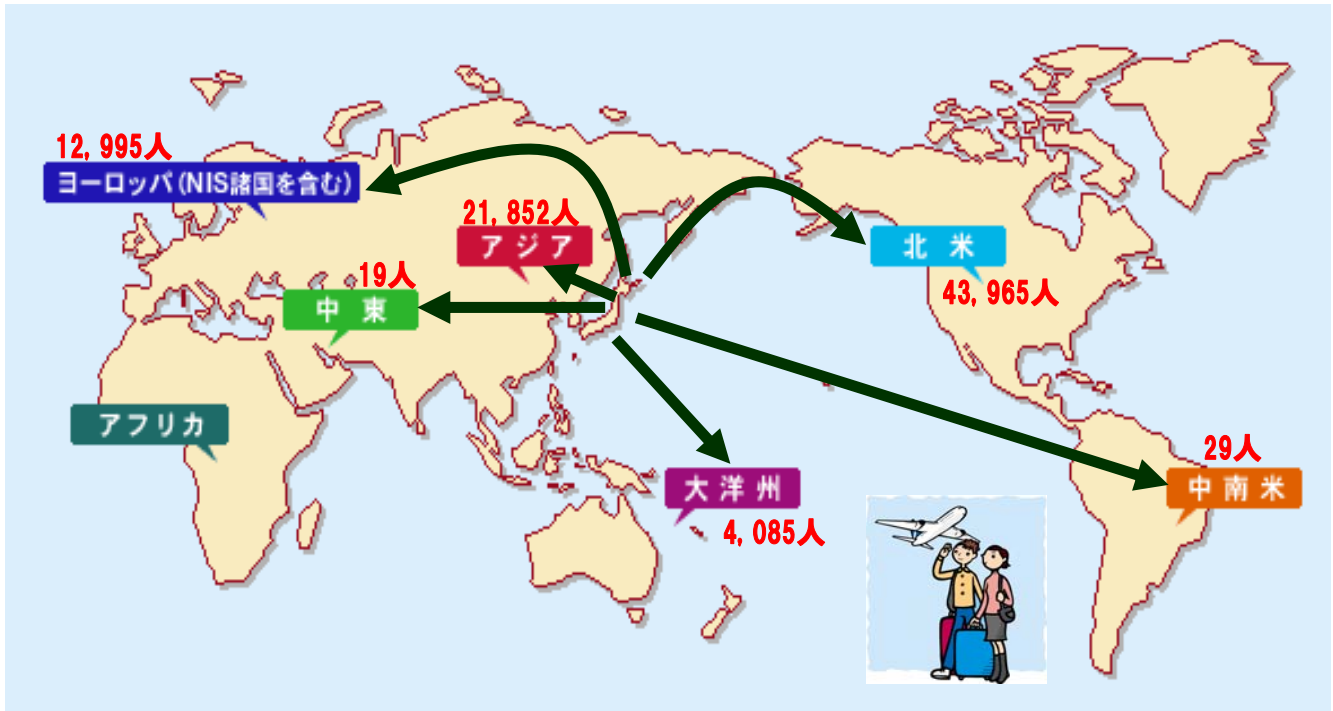 12, 995人
ヨーロッパ(NIS諸国を含む)
21, 852人
アジア
北 米
43, 965人
19人
中 東
アフリカ
大洋州
4, 085人
29人
中南米